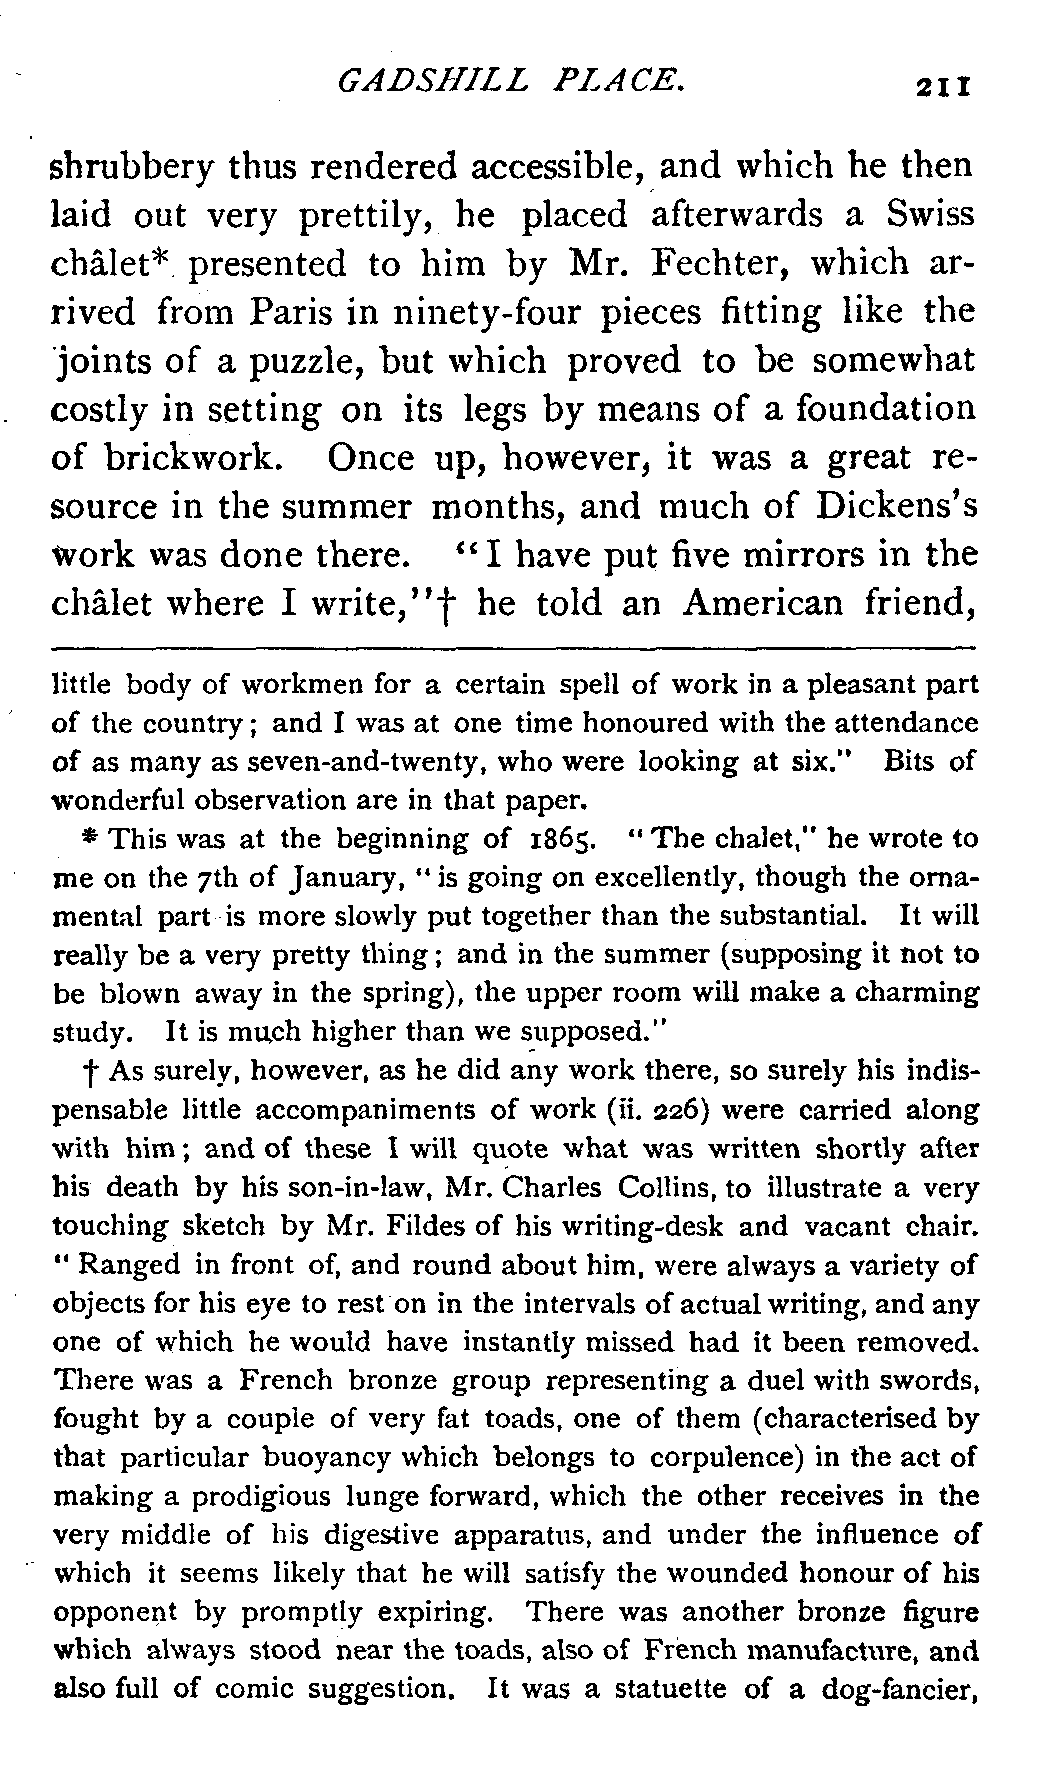 GADSHILL PLACE. 211
shrubbery thus rendered accessible, and which he then
laid out very prettily, he placed afterwards a Swiss
châlet* presented to him by Mr. Fechter, which ar-
rived from Paris in ninety-four pieces fitting like the
joints of a puzzle, but which proved to be somewhat
costly in setting on its legs by means of a foundation
of brickwork. Once up, however, it was a great re-
source in the summer months, and much of Dickens's
work was done there. "I have put five mirrors in the
châlet where I write,"† he told an American friend,
little body of workmen for a certain spell of work in a pleasant part
of the country; and I was at one time honoured with the attendance
of as many as seven-and-twenty, who were looking at six." Bits of
wonderful observation are in that paper.
* This was at the beginning of 1865. "The chalet," he wrote to
me on the 7th of January, "is going on excellently, though the orna-
mental part is more slowly put together than the substantial. It will
really be a very pretty thing; and in the summer (supposing it not to
be blown away in the spring), the upper room will make a charming
study. It is much higher than we supposed."
† As surely, however, as he did any work there, so surely his indis-
pensable little accompaniments of work (ii. 226) were carried along
with him; and of these I will quote what was written shortly after
his death by his son-in-law, Mr. Charles Collins, to illustrate a very
touching sketch by Mr. Fildes of his writing-desk and vacant chair.
"Ranged in front of, and round about him, were always a variety of
objects for his eye to rest on in the intervals of actual writing, and any
one of which he would have instantly missed had it been removed.
There was a French bronze group representing a duel with swords,
fought by a couple of very fat toads, one of them (characterised by
that particular buoyancy which belongs to corpulence) in the act of
making a prodigious lunge forward, which the other receives in the
very middle of his digestive apparatus, and under the influence of
which it seems likely that he will satisfy the wounded honour of his
opponent by promptly expiring. There was another bronze figure
which always stood near the toads, also of French manufacture, and
also full of comic suggestion. It was a statuette of a dog-fancier,